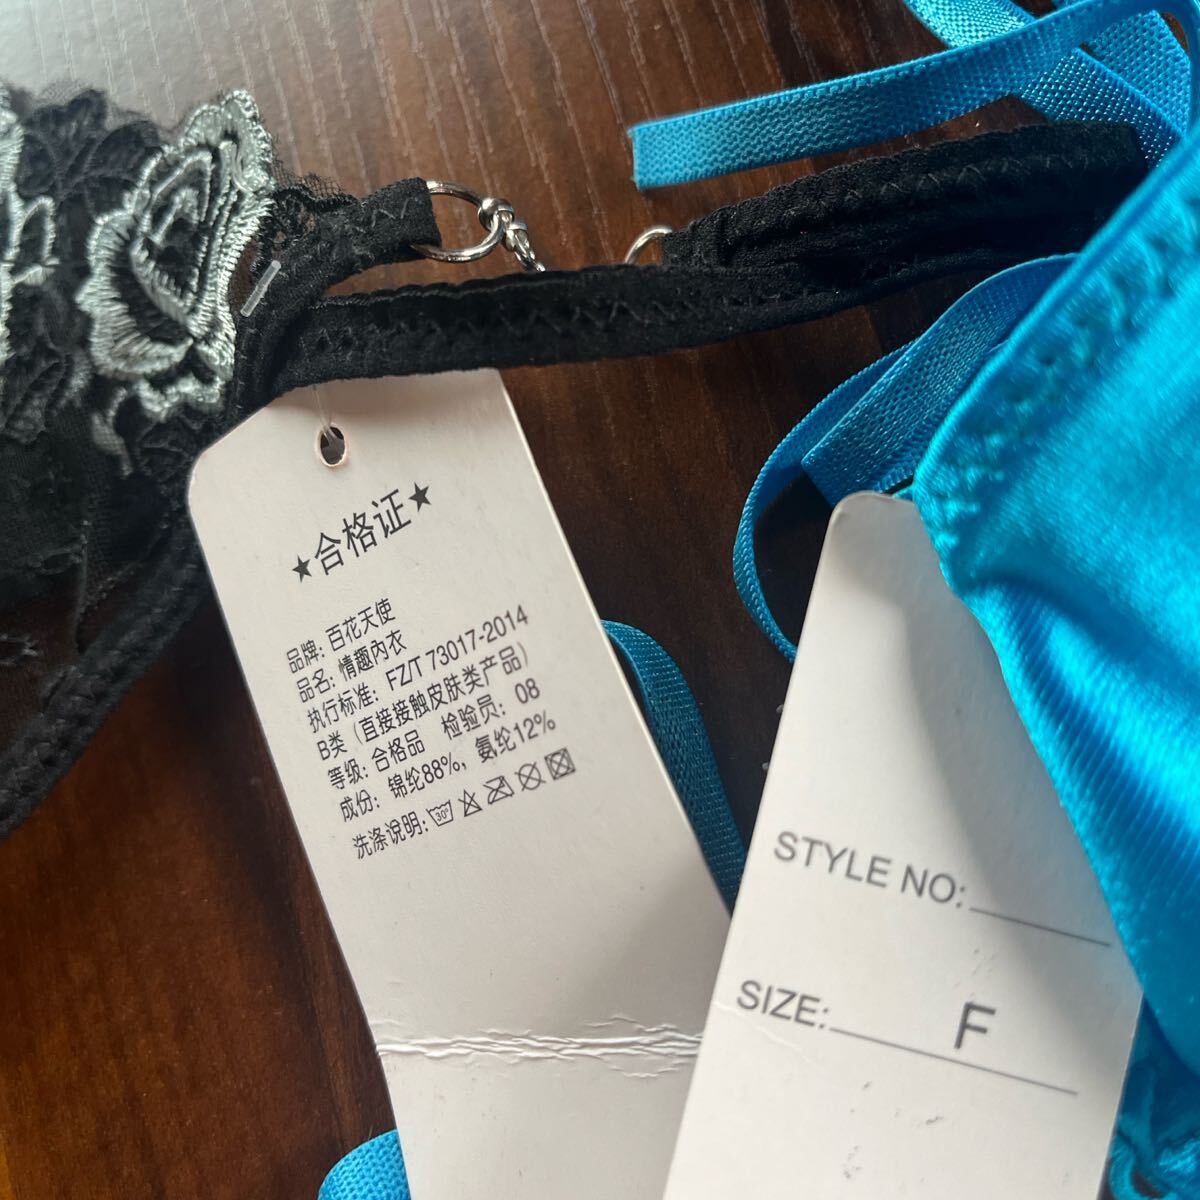 ★合格证★
品牌: 百花天使
品名: 情趣内衣
执行标准: FZ/T 73017-2014
B类 (直接接触皮肤类产品)
等级: 合格品 检验员: 08
成份: 锦纶88%, 氨纶12%
洗涤说明: 30°
STYLE NO:
SIZE: F